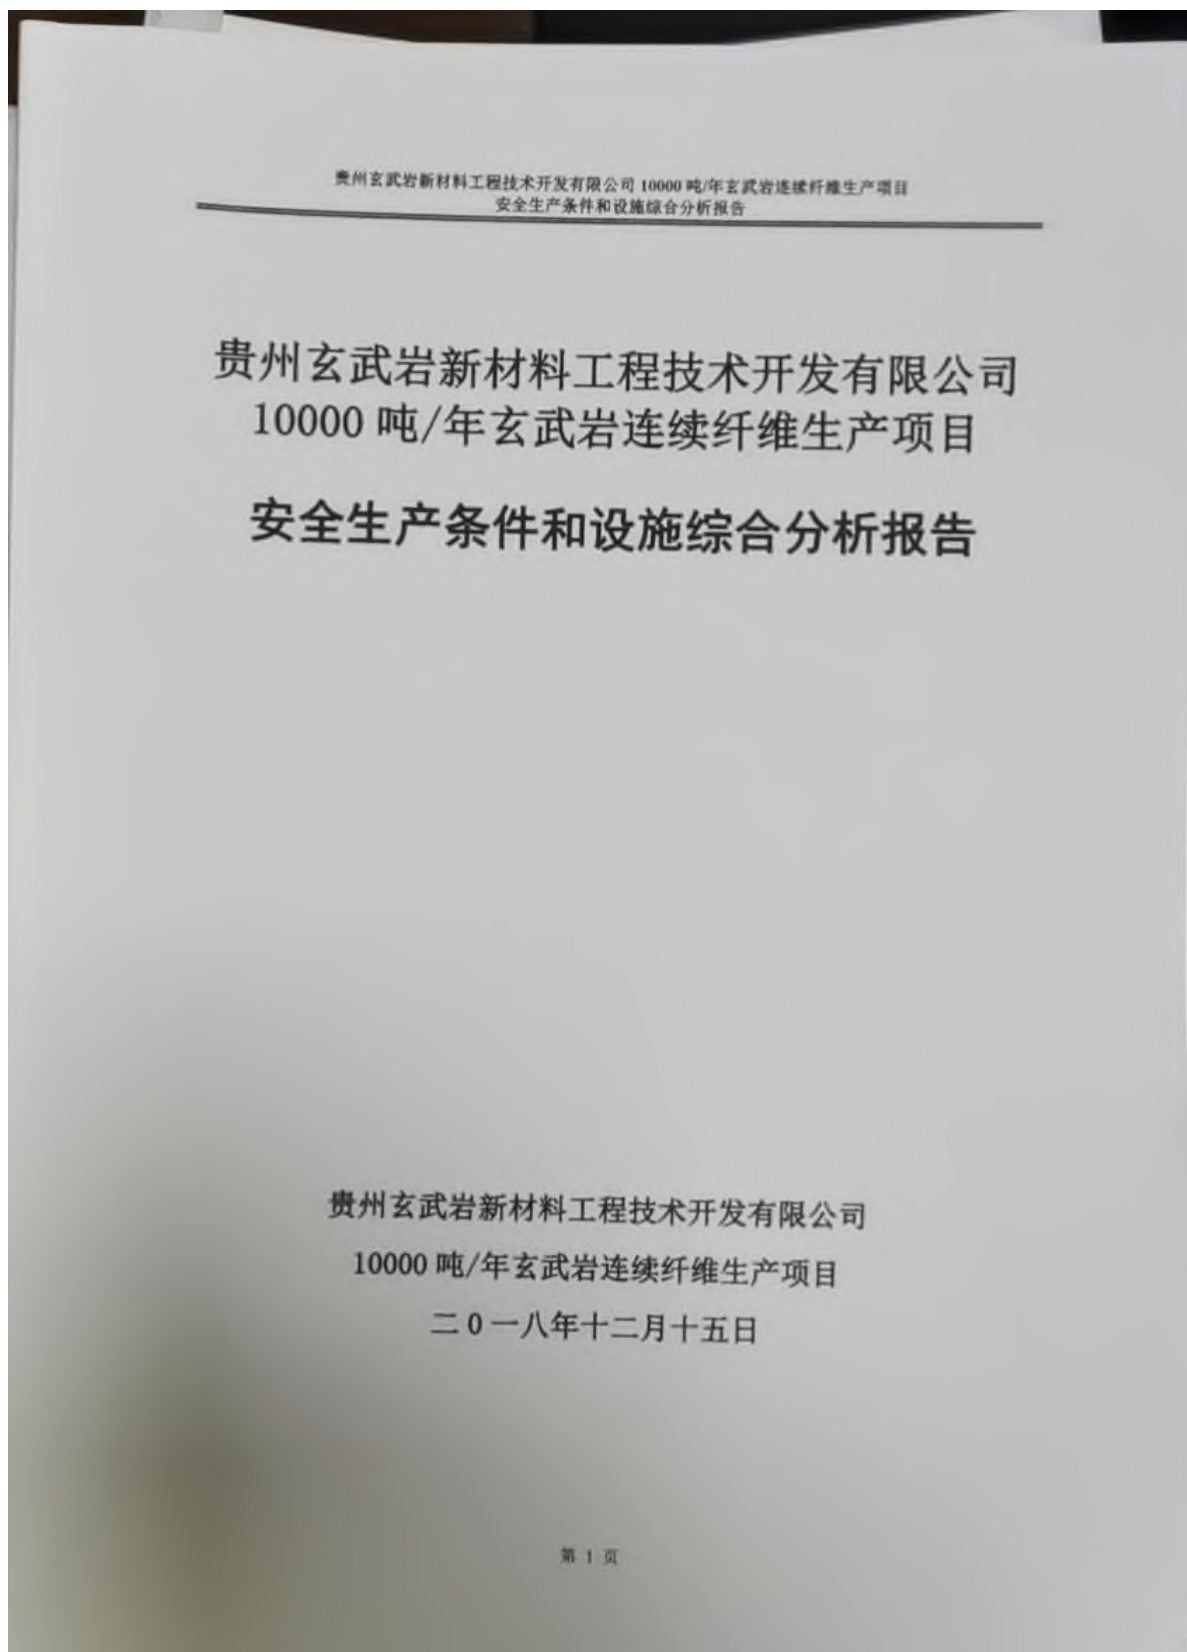 贵州玄武岩新材料工程技术开发有限公司 10000 吨/年玄武岩连续纤维生产项目
安全生产条件和设施综合分析报告
贵州玄武岩新材料工程技术开发有限公司
10000 吨/年玄武岩连续纤维生产项目
安全生产条件和设施综合分析报告
贵州玄武岩新材料工程技术开发有限公司
10000 吨/年玄武岩连续纤维生产项目
二0一八年十二月十五日
第 1 页